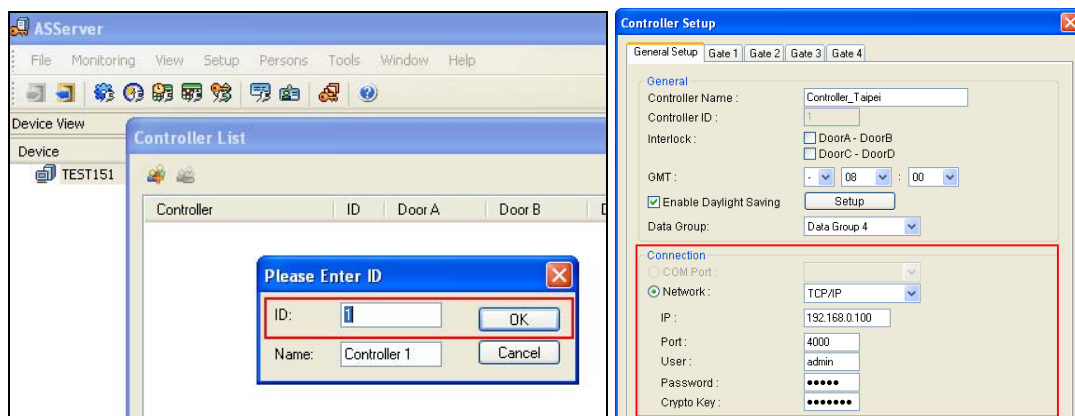 ASServer
File Monitoring View Setup Persons Tools Window Help
Device View
Device
TEST151
Controller List
Controller ID Door A Door B
Please Enter ID
ID: 1 OK
Name: Controller 1 Cancel
Controller Setup
General Setup Gate 1 Gate 2 Gate 3 Gate 4
General
Controller Name : Controller_Taipei
Controller ID : 1
Interlock : DoorA - DoorB
DoorC - DoorD
GMT : - 08 : 00
Enable Daylight Saving Setup
Data Group: Data Group 4
Connection
COM Port :
Network : TCP/IP
IP : 192.168.0.100
Port : 4000
User : admin
Password : •••••
Crypto Key : •••••••